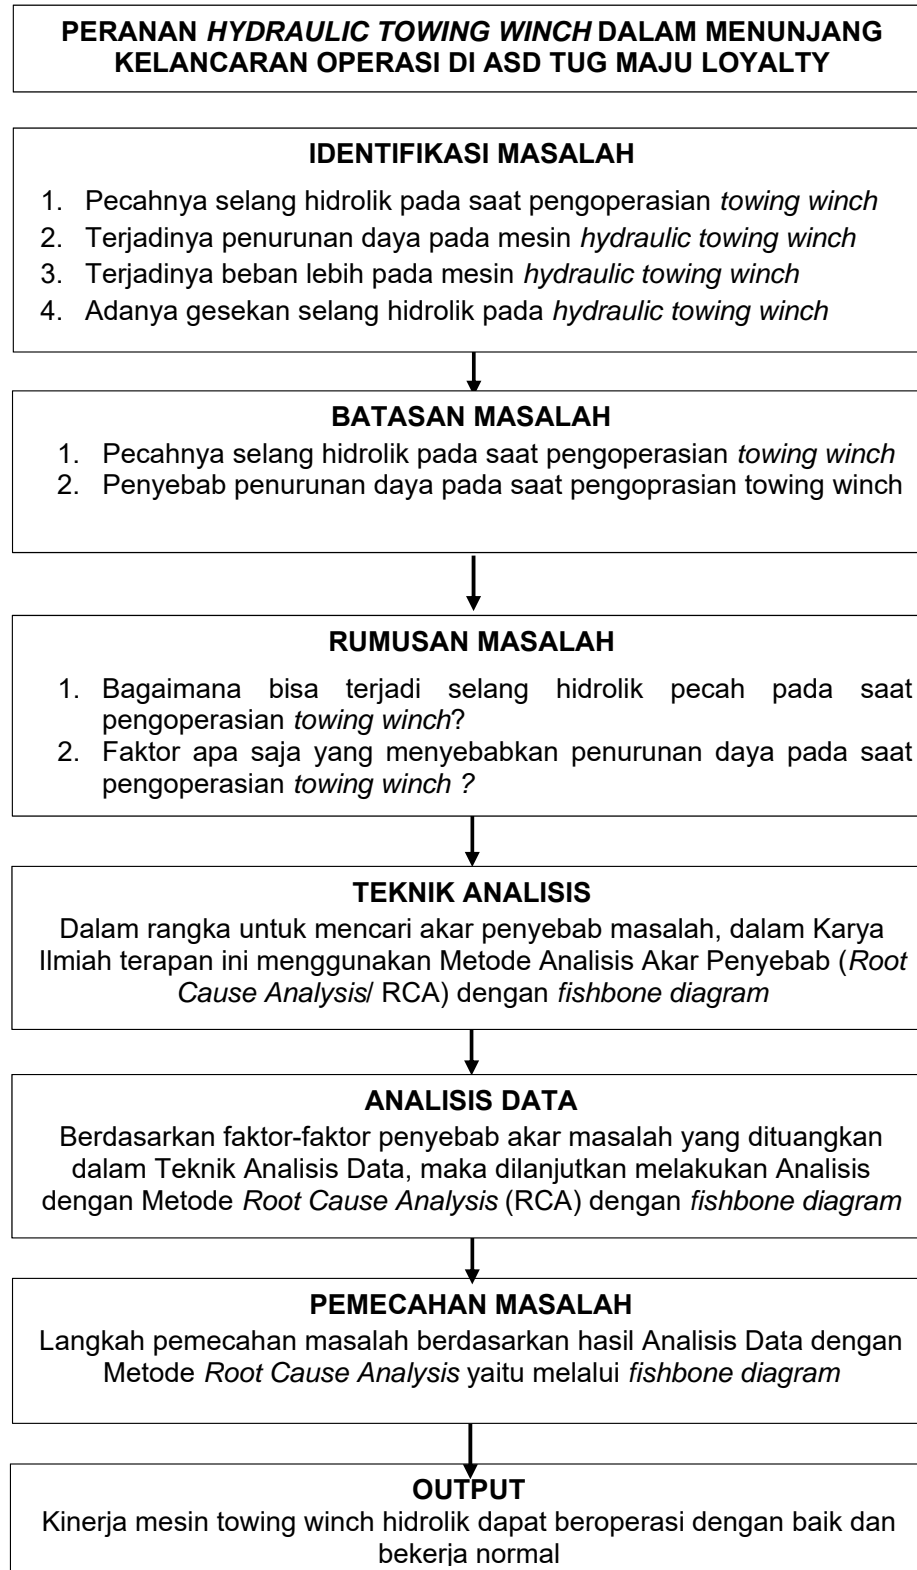 PERANAN HYDRAULIC TOWING WINCH DALAM MENUNJANG
KELANCARAN OPERASI DI ASD TUG MAJU LOYALTY
IDENTIFIKASI MASALAH
1. Pecahnya selang hidrolik pada saat pengoperasian towing winch
2. Terjadinya penurunan daya pada mesin hydraulic towing winch
3. Terjadinya beban lebih pada mesin hydraulic towing winch
4. Adanya gesekan selang hidrolik pada hydraulic towing winch
BATASAN MASALAH
1. Pecahnya selang hidrolik pada saat pengoperasian towing winch
2. Penyebab penurunan daya pada saat pengoprasian towing winch
RUMUSAN MASALAH
1. Bagaimana bisa terjadi selang hidrolik pecah pada saat
pengoperasian towing winch?
2. Faktor apa saja yang menyebabkan penurunan daya pada saat
pengoperasian towing winch ?
TEKNIK ANALISIS
Dalam rangka untuk mencari akar penyebab masalah, dalam Karya
Ilmiah terapan ini menggunakan Metode Analisis Akar Penyebab (Root
Cause Analysis/ RCA) dengan fishbone diagram
ANALISIS DATA
Berdasarkan faktor-faktor penyebab akar masalah yang dituangkan
dalam Teknik Analisis Data, maka dilanjutkan melakukan Analisis
dengan Metode Root Cause Analysis (RCA) dengan fishbone diagram
PEMECAHAN MASALAH
Langkah pemecahan masalah berdasarkan hasil Analisis Data dengan
Metode Root Cause Analysis yaitu melalui fishbone diagram
OUTPUT
Kinerja mesin towing winch hidrolik dapat beroperasi dengan baik dan
bekerja normal